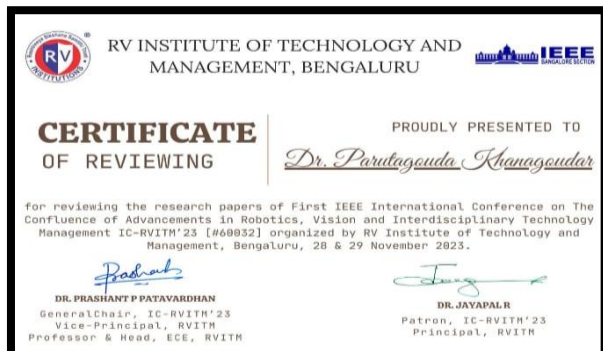 RV INSTITUTE OF TECHNOLOGY AND
MANAGEMENT, BENGALURU
RV
INSTITUTIONS
IEEE
BANGALORE SECTION
CERTIFICATE
OF REVIEWING
PROUDLY PRESENTED TO
Dr. Parutagouda Khanagoudar
for reviewing the research papers of First IEEE International Conference on The
Confluence of Advancements in Robotics, Vision and Interdisciplinary Technology
Management IC-RVITM'23 [#60032] organized by RV Institute of Technology and
Management, Bengaluru, 28 & 29 November 2023.
DR. PRASHANT P PATAVARDHAN
GeneralChair, IC-RVITM'23
Vice-Principal, RVITM
Professor & Head, ECE, RVITM
DR. JAYAPAL R
Patron, IC-RVITM'23
Principal, RVITM